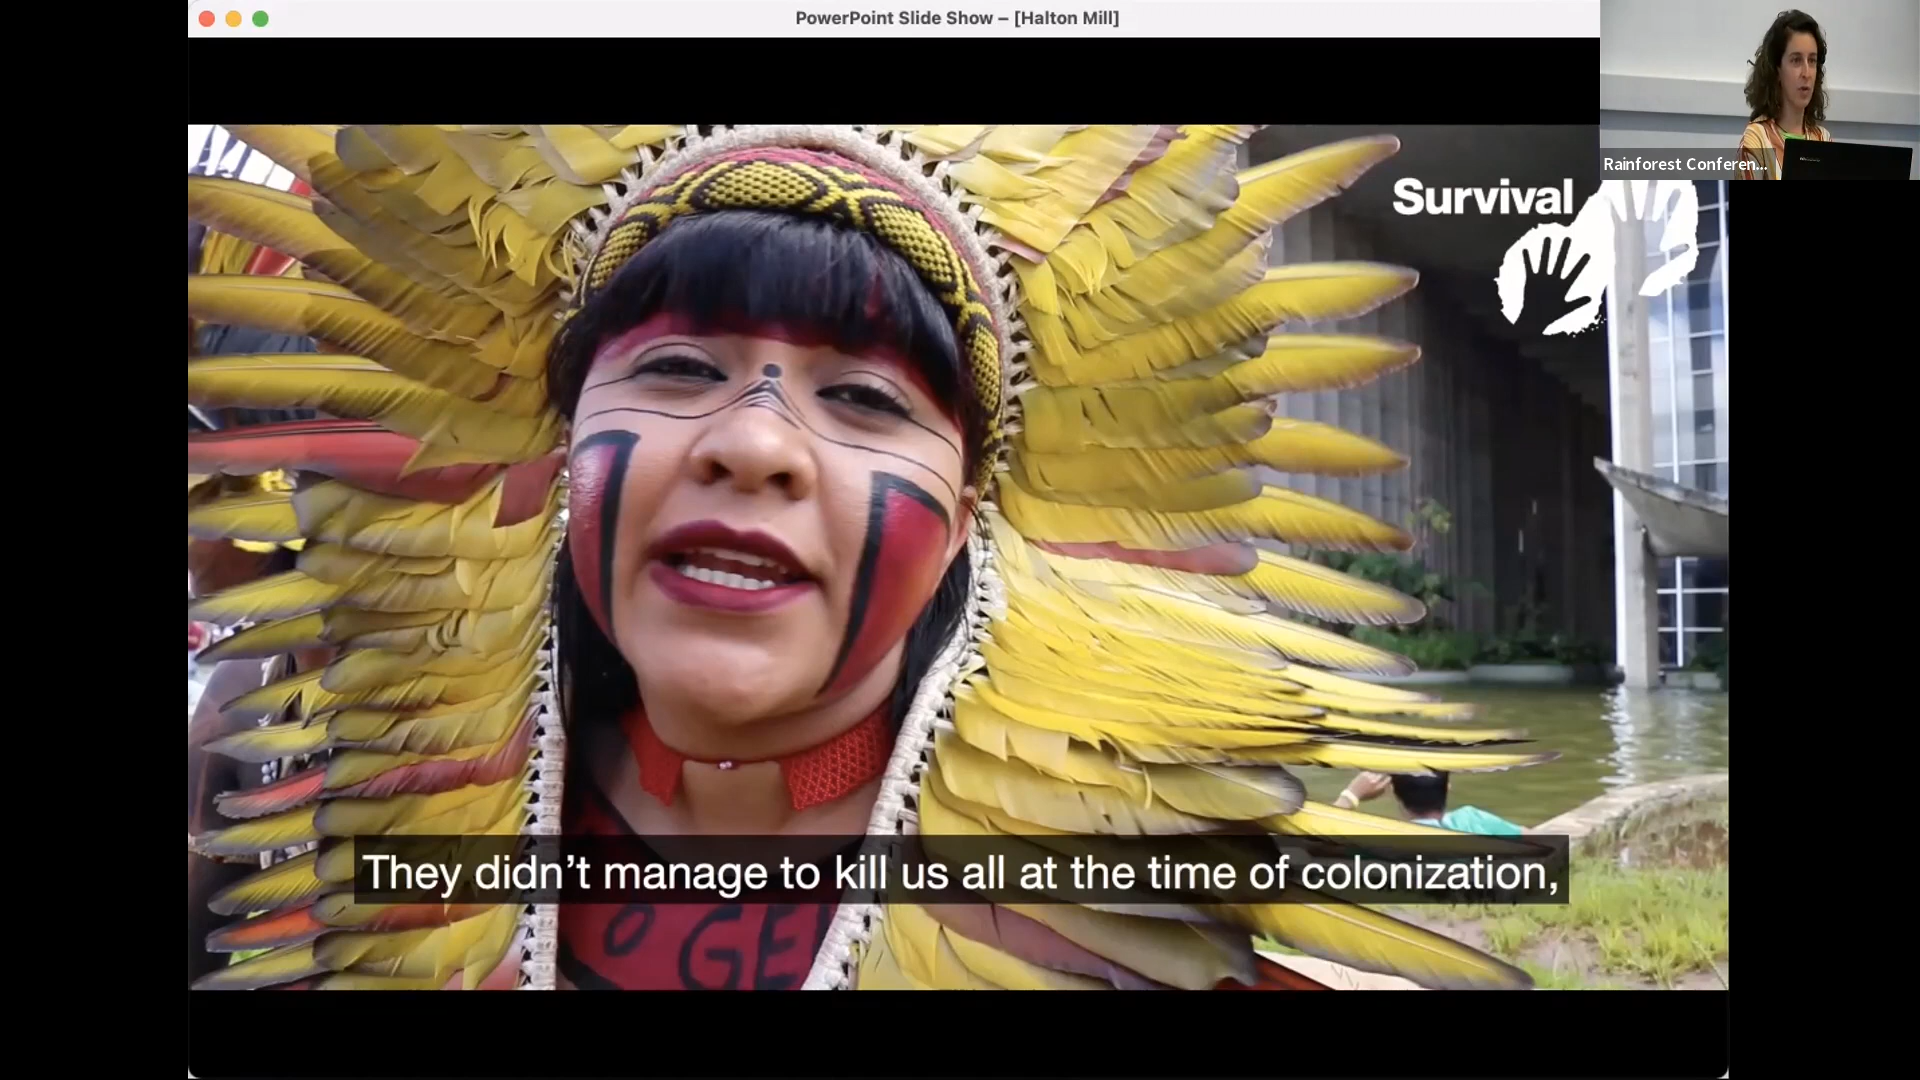 PowerPoint Slide Show – [Halton Mill]
Rainforest Conferen...
Survival
They didn't manage to kill us all at the time of colonization,
O GE